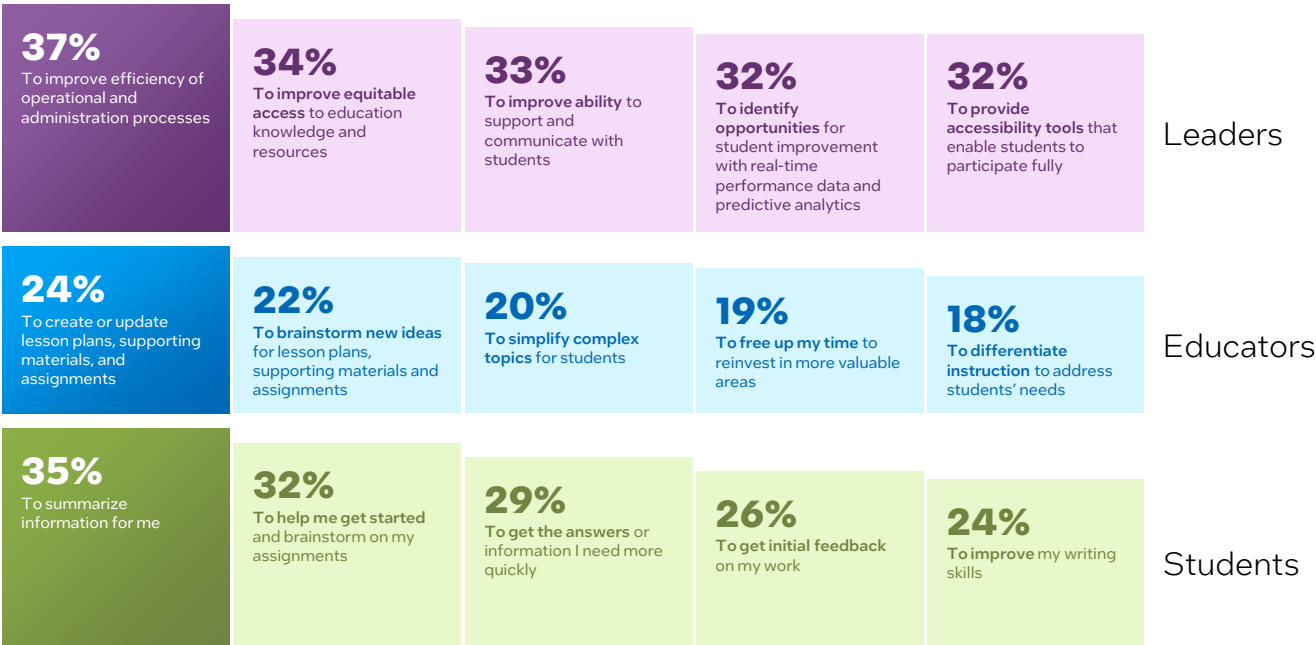 37%
To improve efficiency of
operational and
administration processes
34%
To improve equitable
access to education
knowledge and
resources
33%
To improve ability to
support and
communicate with
students
32%
To identify
opportunities for
student improvement
with real-time
performance data and
predictive analytics
32%
To provide
accessibility tools that
enable students to
participate fully
Leaders
24%
To create or update
lesson plans, supporting
materials, and
assignments
22%
To brainstorm new ideas
for lesson plans,
supporting materials and
assignments
20%
To simplify complex
topics for students
19%
To free up my time to
reinvest in more valuable
areas
18%
To differentiate
instruction to address
students’ needs
Educators
35%
To summarize
information for me
32%
To help me get started
and brainstorm on my
assignments
29%
To get the answers or
information I need more
quickly
26%
To get initial feedback
on my work
24%
To improve my writing
skills
Students